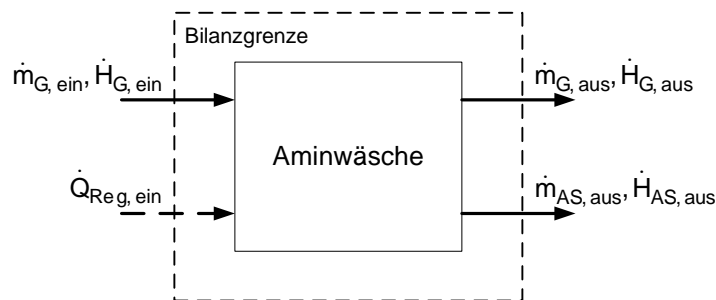 Bilanzgrenze
ṁG, ein, ḢG, ein
ṁG, aus, ḢG, aus
Aminwäsche
Q̇Reg, ein
ṁAS, aus, ḢAS, aus